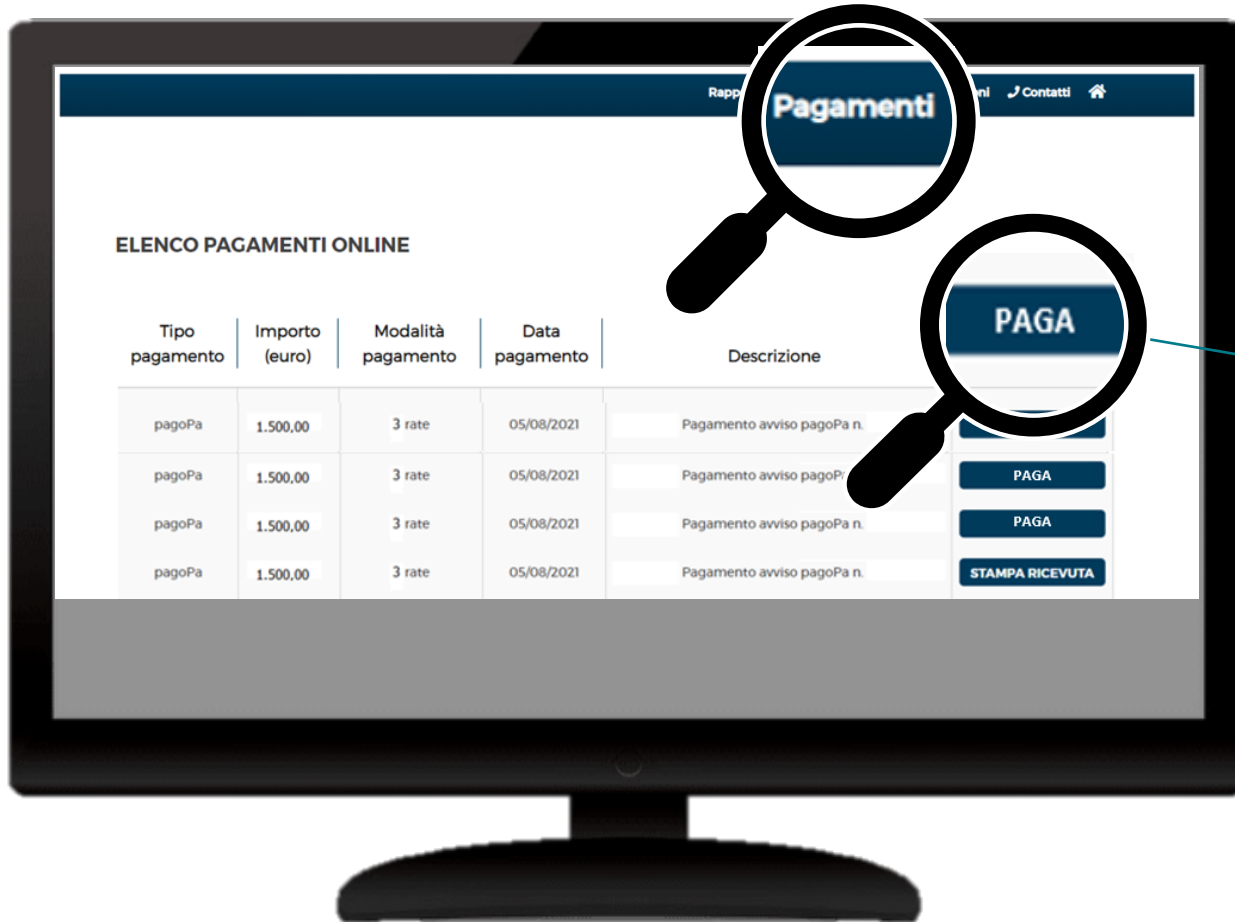 Pagamenti Contatti
ELENCO PAGAMENTI ONLINE
Tipo pagamento Importo (euro) Modalità pagamento Data pagamento Descrizione PAGA
pagoPa 1.500,00 3 rate 05/08/2021 Pagamento avviso pagoPa n.
pagoPa 1.500,00 3 rate 05/08/2021 Pagamento avviso PAGA
pagoPa 1.500,00 3 rate 05/08/2021 Pagamento avviso pagoPa n. PAGA
pagoPa 1.500,00 3 rate 05/08/2021 Pagamento avviso pagoPa n. STAMPA RICEVUTA